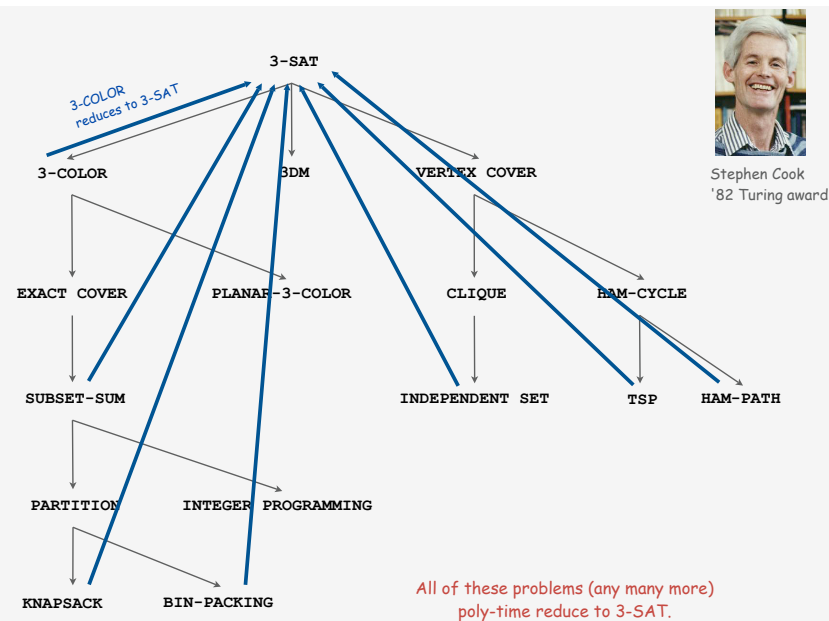 3-SAT
3-COLOR
reduces to 3-SAT
Stephen Cook
'82 Turing award
3-COLOR
3DM
VERTEX COVER
EXACT COVER
PLANAR-3-COLOR
CLIQUE
HAM-CYCLE
SUBSET-SUM
INDEPENDENT SET
TSP
HAM-PATH
PARTITION
INTEGER PROGRAMMING
KNAPSACK
BIN-PACKING
All of these problems (any many more)
poly-time reduce to 3-SAT.